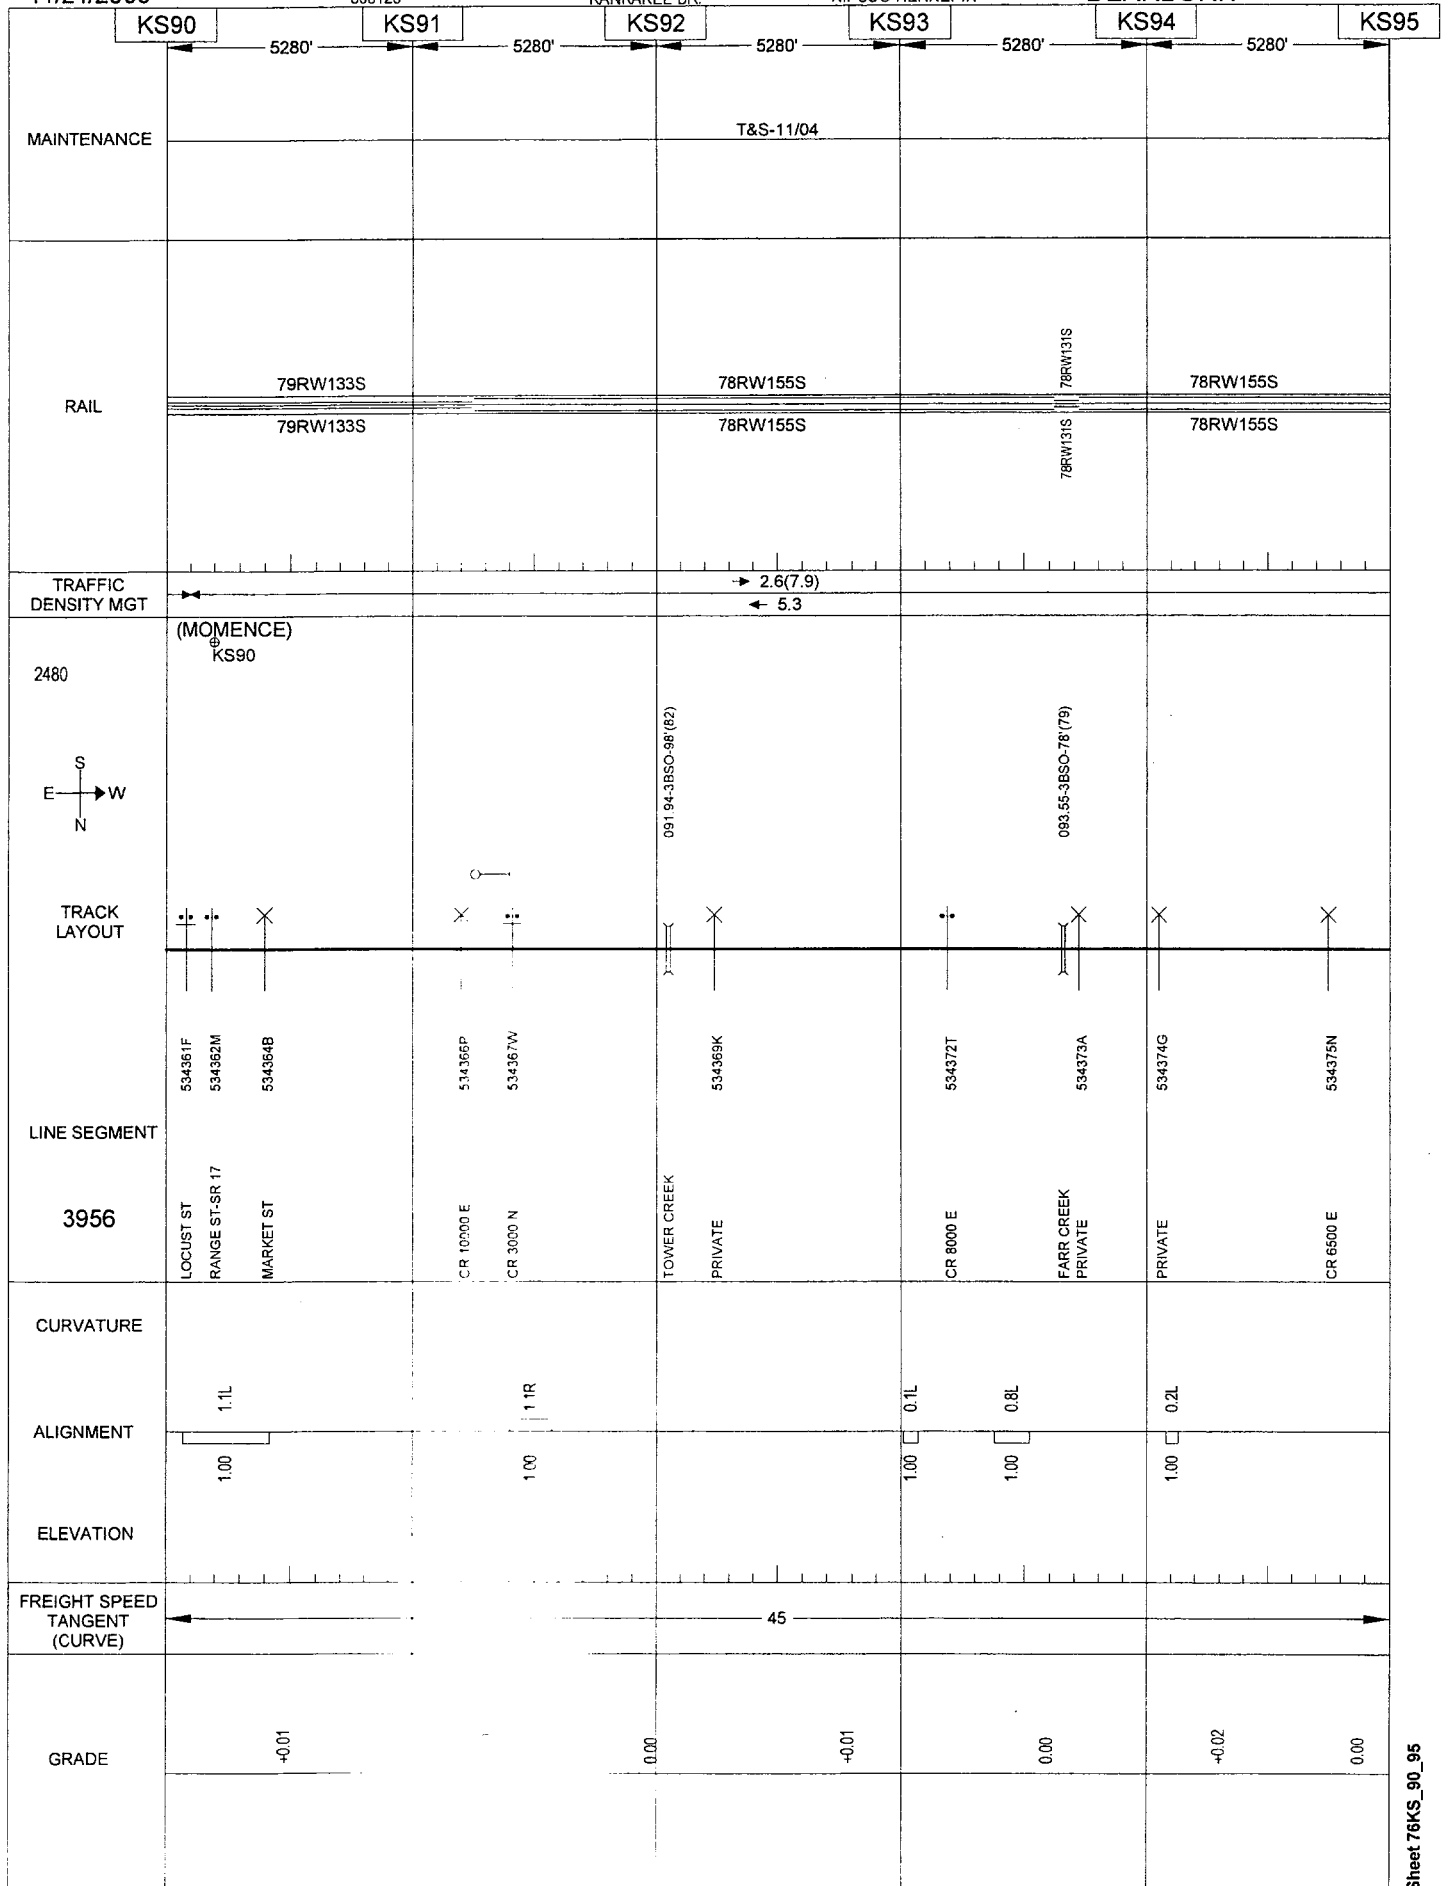 KS90 KS91 KS92 KS93 KS94 KS95
5280' 5280' 5280' 5280' 5280'
MAINTENANCE
T&S-11/04
RAIL
79RW133S 78RW155S 78RW131S 78RW155S
79RW133S 78RW155S 78RW131S 78RW155S
TRAFFIC
DENSITY MGT
2.6(7.9)
5.3
(MOMENCE)
KS90
2480
S
E W
N
091.94-3BSO-98'(82)
093.55-3BSO-78'(79)
TRACK
LAYOUT
534361F
534362M
534364B
534366P
534367W
534369K
534372T
534373A
534374G
534375N
LINE SEGMENT
3956
LOCUST ST
RANGE ST-SR 17
MARKET ST
CR 10000 E
CR 3000 N
TOWER CREEK
PRIVATE
CR 8000 E
FARR CREEK
PRIVATE
PRIVATE
CR 6500 E
CURVATURE
1.1L 1.1R 0.1L 0.8L 0.2L
ALIGNMENT
1.00 1.00 1.00 1.00 1.00
ELEVATION
FREIGHT SPEED
TANGENT
(CURVE)
45
GRADE
+0.01 0.00 +0.01 0.00 +0.02 0.00
Sheet 76KS_90_95